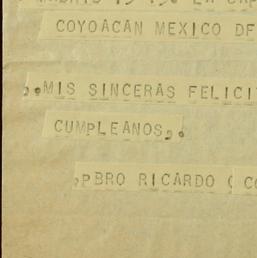 COYOACAN MEXICO DF
,,MIS SINCERAS FELICI
CUMPLEANOS,,
,PBRO RICARDO (